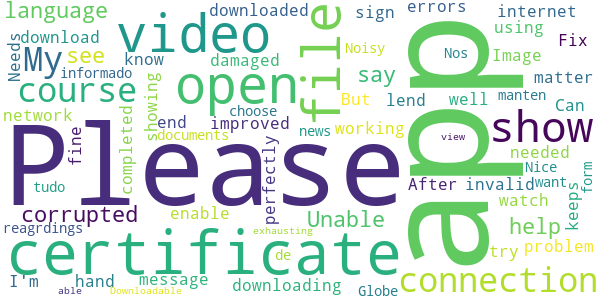 language
downloaded
sign
errors
internet
download
My
see
video
know
file
Noisy
Nos
using
Fix
Needs
informado
damaged
say
Image
matter
course
showing
open
app
choose
But
lend
well
manten
Can
network
fine
completed
end
improved
news
working
show
documents
perfectly
needed
view
Please
tudo
After
invalid
Nice
want
keeps
form
corrupted
enable
Unable
watch
help
reagrdings
exhausting
certificate
de
try
problem
I'm
hand
message
downloading
connection
able
Downloadable
Globe